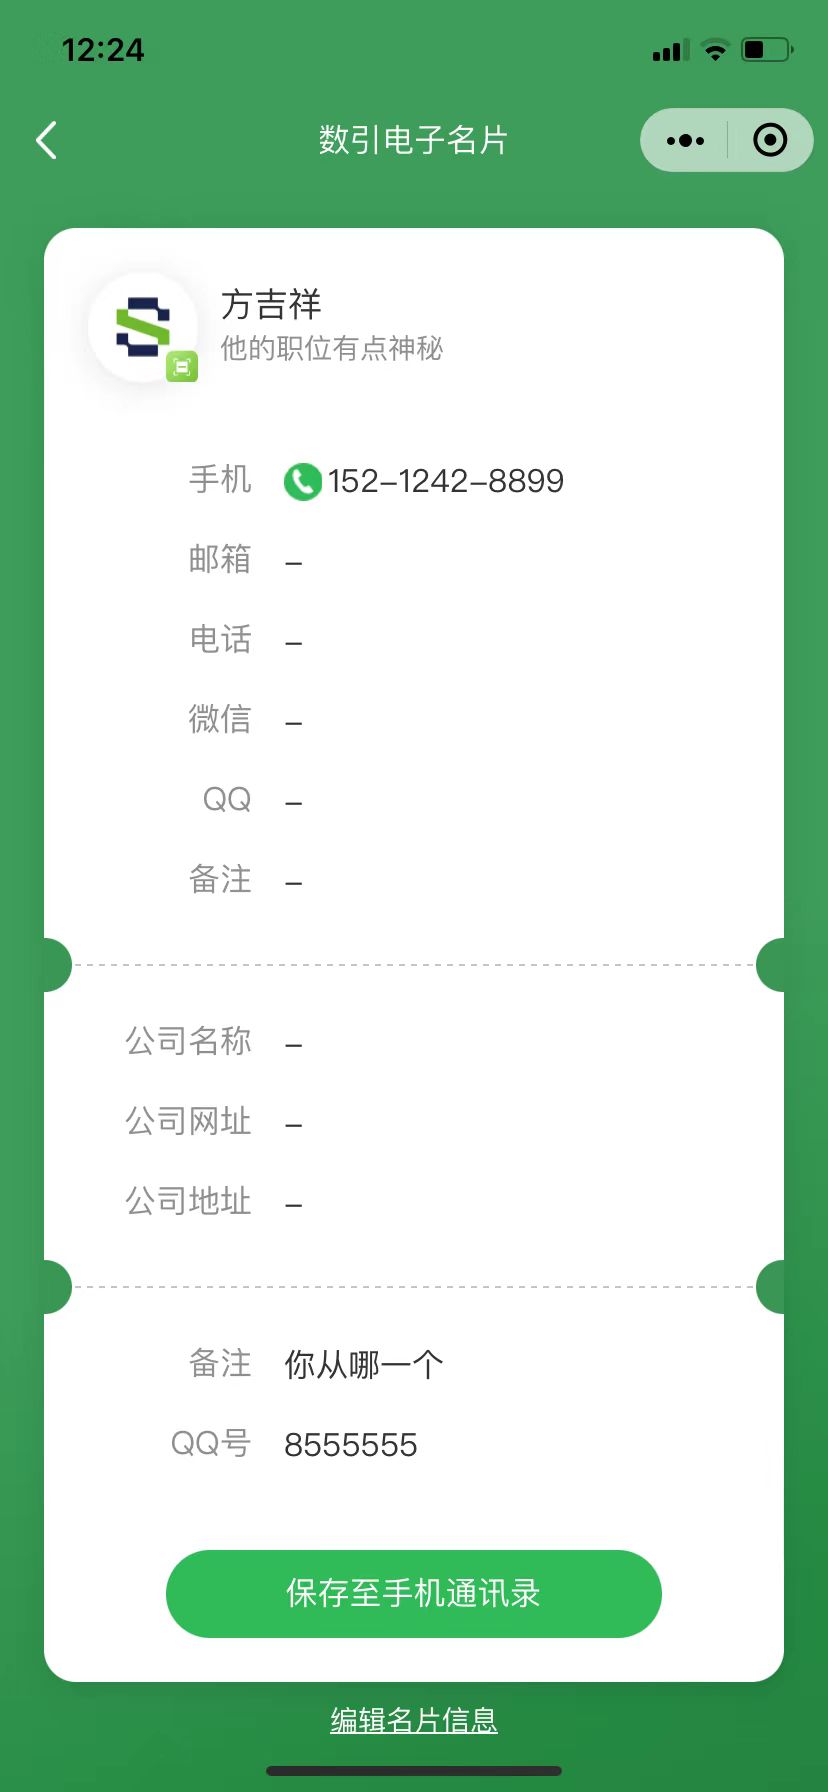 12:24
数引电子名片
方吉祥
他的职位有点神秘
手机 152-1242-8899
邮箱 -
电话 -
微信 -
QQ -
备注 -
公司名称 -
公司网址 -
公司地址 -
备注 你从哪一个
QQ号 8555555
保存至手机通讯录
编辑名片信息